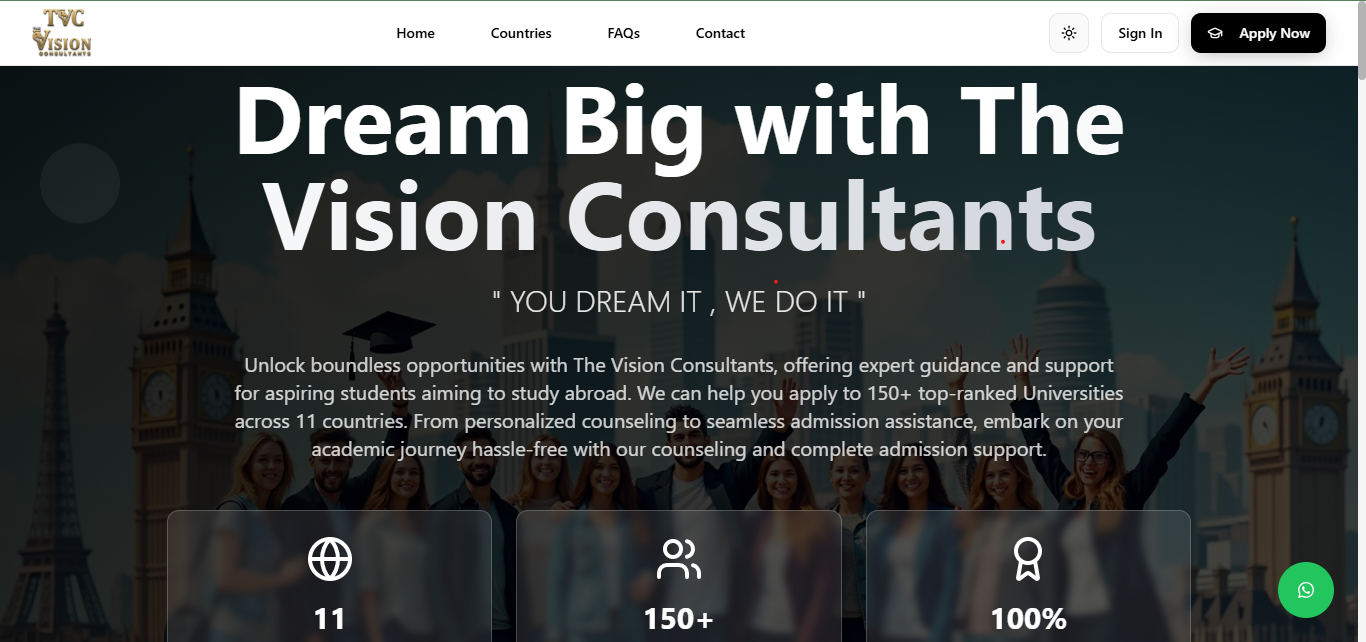 TVC
THE
VISION
CONSULTANTS
Home
Countries
FAQs
Contact
Sign In
Apply Now
Dream Big with The
Vision Consultants
" YOU DREAM IT , WE DO IT "
Unlock boundless opportunities with The Vision Consultants, offering expert guidance and support
for aspiring students aiming to study abroad. We can help you apply to 150+ top-ranked Universities
across 11 countries. From personalized counseling to seamless admission assistance, embark on your
academic journey hassle-free with our counseling and complete admission support.
11
150+
100%